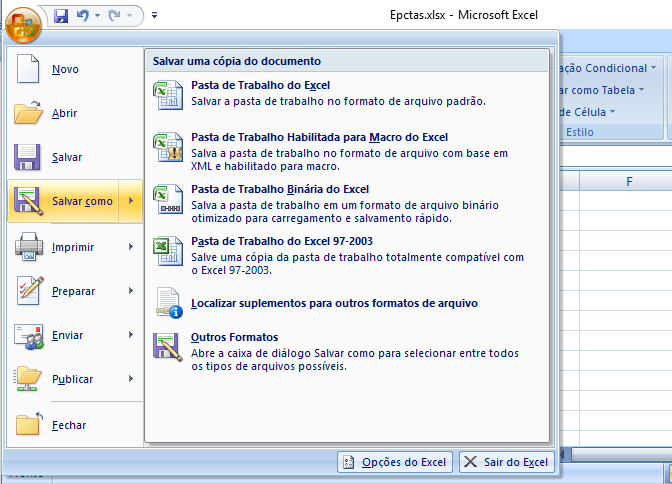 Epctas.xlsx - Microsoft Excel
Novo
Abrir
Salvar
Salvar como
Imprimir
Preparar
Enviar
Publicar
Fechar
Salvar uma cópia do documento
Pasta de Trabalho do Excel
Salvar a pasta de trabalho no formato de arquivo padrão.
Pasta de Trabalho Habilitada para Macro do Excel
Salva a pasta de trabalho no formato de arquivo com base em
XML e habilitado para macro.
Pasta de Trabalho Binária do Excel
Salva a pasta de trabalho em um formato de arquivo binário
otimizado para carregamento e salvamento rápido.
Pasta de Trabalho do Excel 97-2003
Salve uma cópia da pasta de trabalho totalmente compatível com
o Excel 97-2003.
Localizar suplementos para outros formatos de arquivo
Outros Formatos
Abre a caixa de diálogo Salvar como para selecionar entre todos
os tipos de arquivos possíveis.
Opções do Excel
Sair do Excel
ação Condicional
ar como Tabela
de Célula
Estilo
F